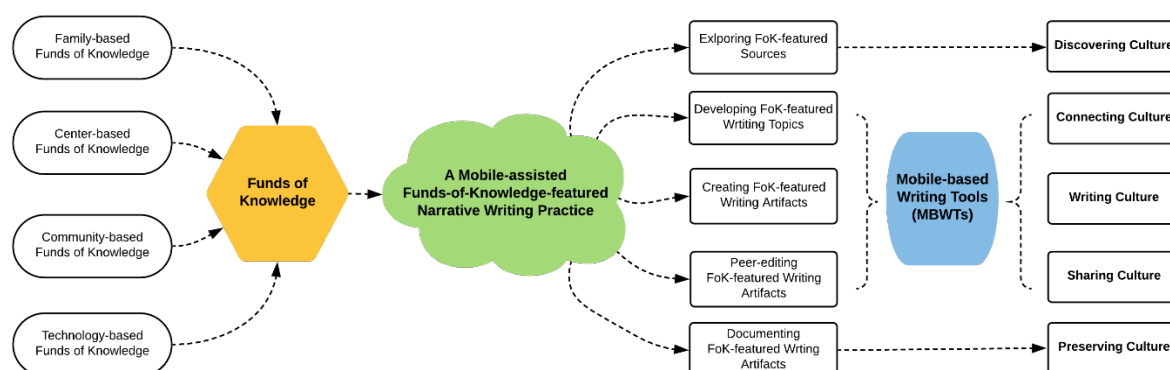 Family-based
Funds of Knowledge
Center-based
Funds of Knowledge
Community-based
Funds of Knowledge
Technology-based
Funds of Knowledge
Funds of
Knowledge
A Mobile-assisted
Funds-of-Knowledge-featured
Narrative Writing Practice
Exlporing FoK-featured
Sources
Developing FoK-featured
Wrtiting Topics
Creating FoK-featured
Writing Artifacts
Peer-editing
FoK-featured Writing
Artifacts
Documenting
FoK-featured Wrting
Artifacts
Mobile-based
Writing Tools
(MBWTs)
Discovering Culture
Connecting Culture
Writing Culture
Sharing Culture
Preserving Culture